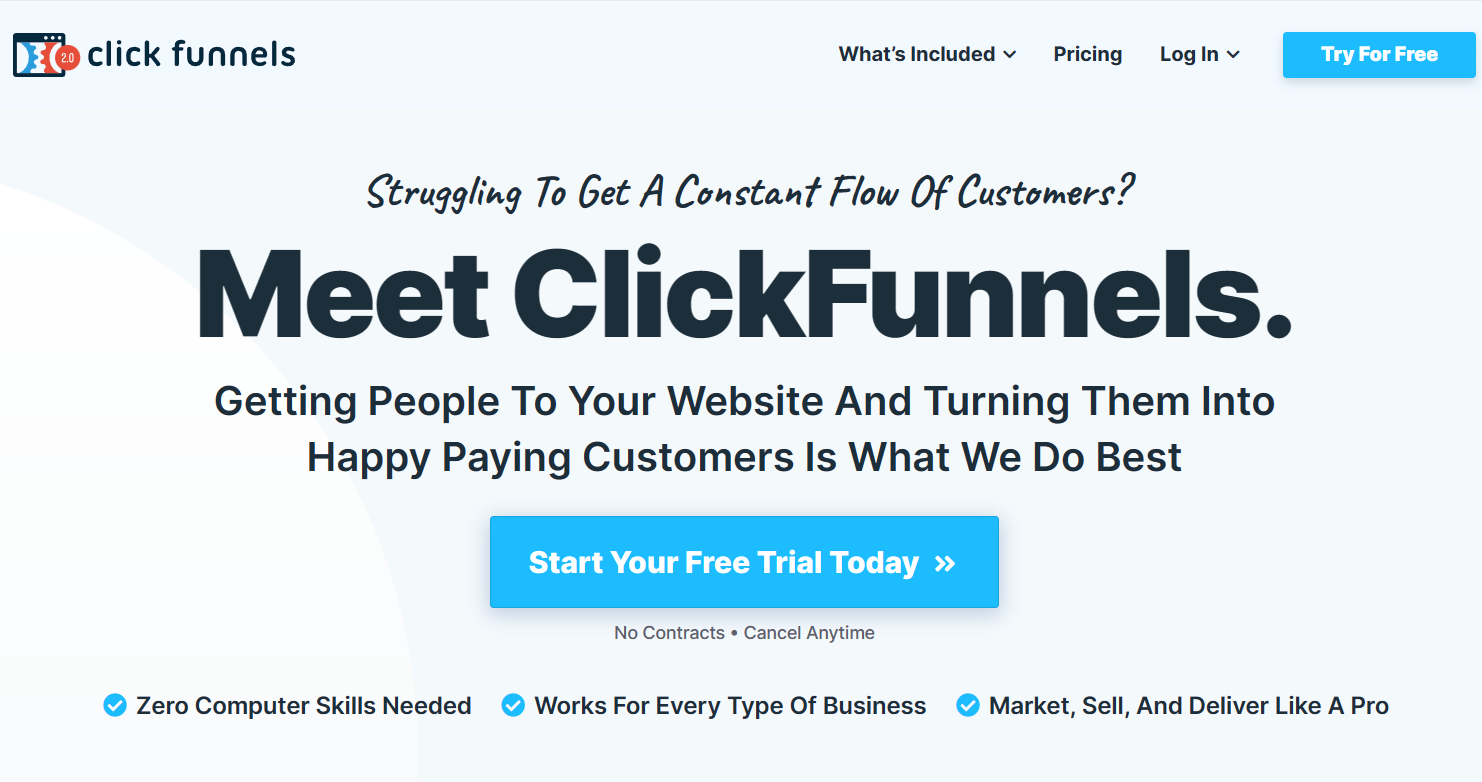 2.0 click funnels
What's Included Pricing Log In Try For Free
Struggling To Get A Constant Flow Of Customers?
Meet ClickFunnels.
Getting People To Your Website And Turning Them Into
Happy Paying Customers Is What We Do Best
Start Your Free Trial Today »
No Contracts • Cancel Anytime
Zero Computer Skills Needed Works For Every Type Of Business Market, Sell, And Deliver Like A Pro